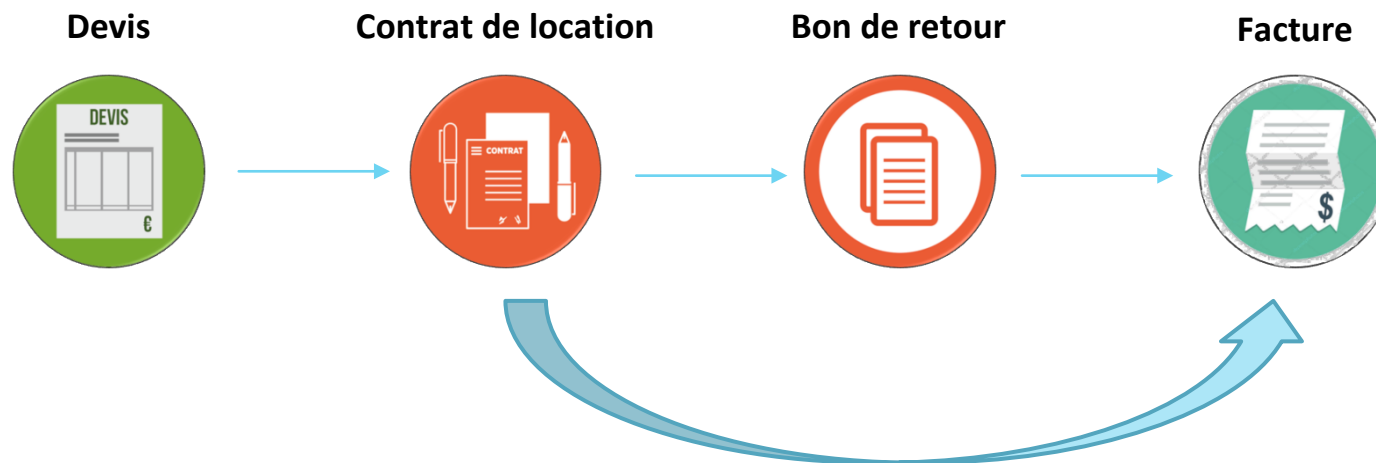 Devis
Contrat de location
Bon de retour
Facture
DEVIS
€
CONTRAT
$